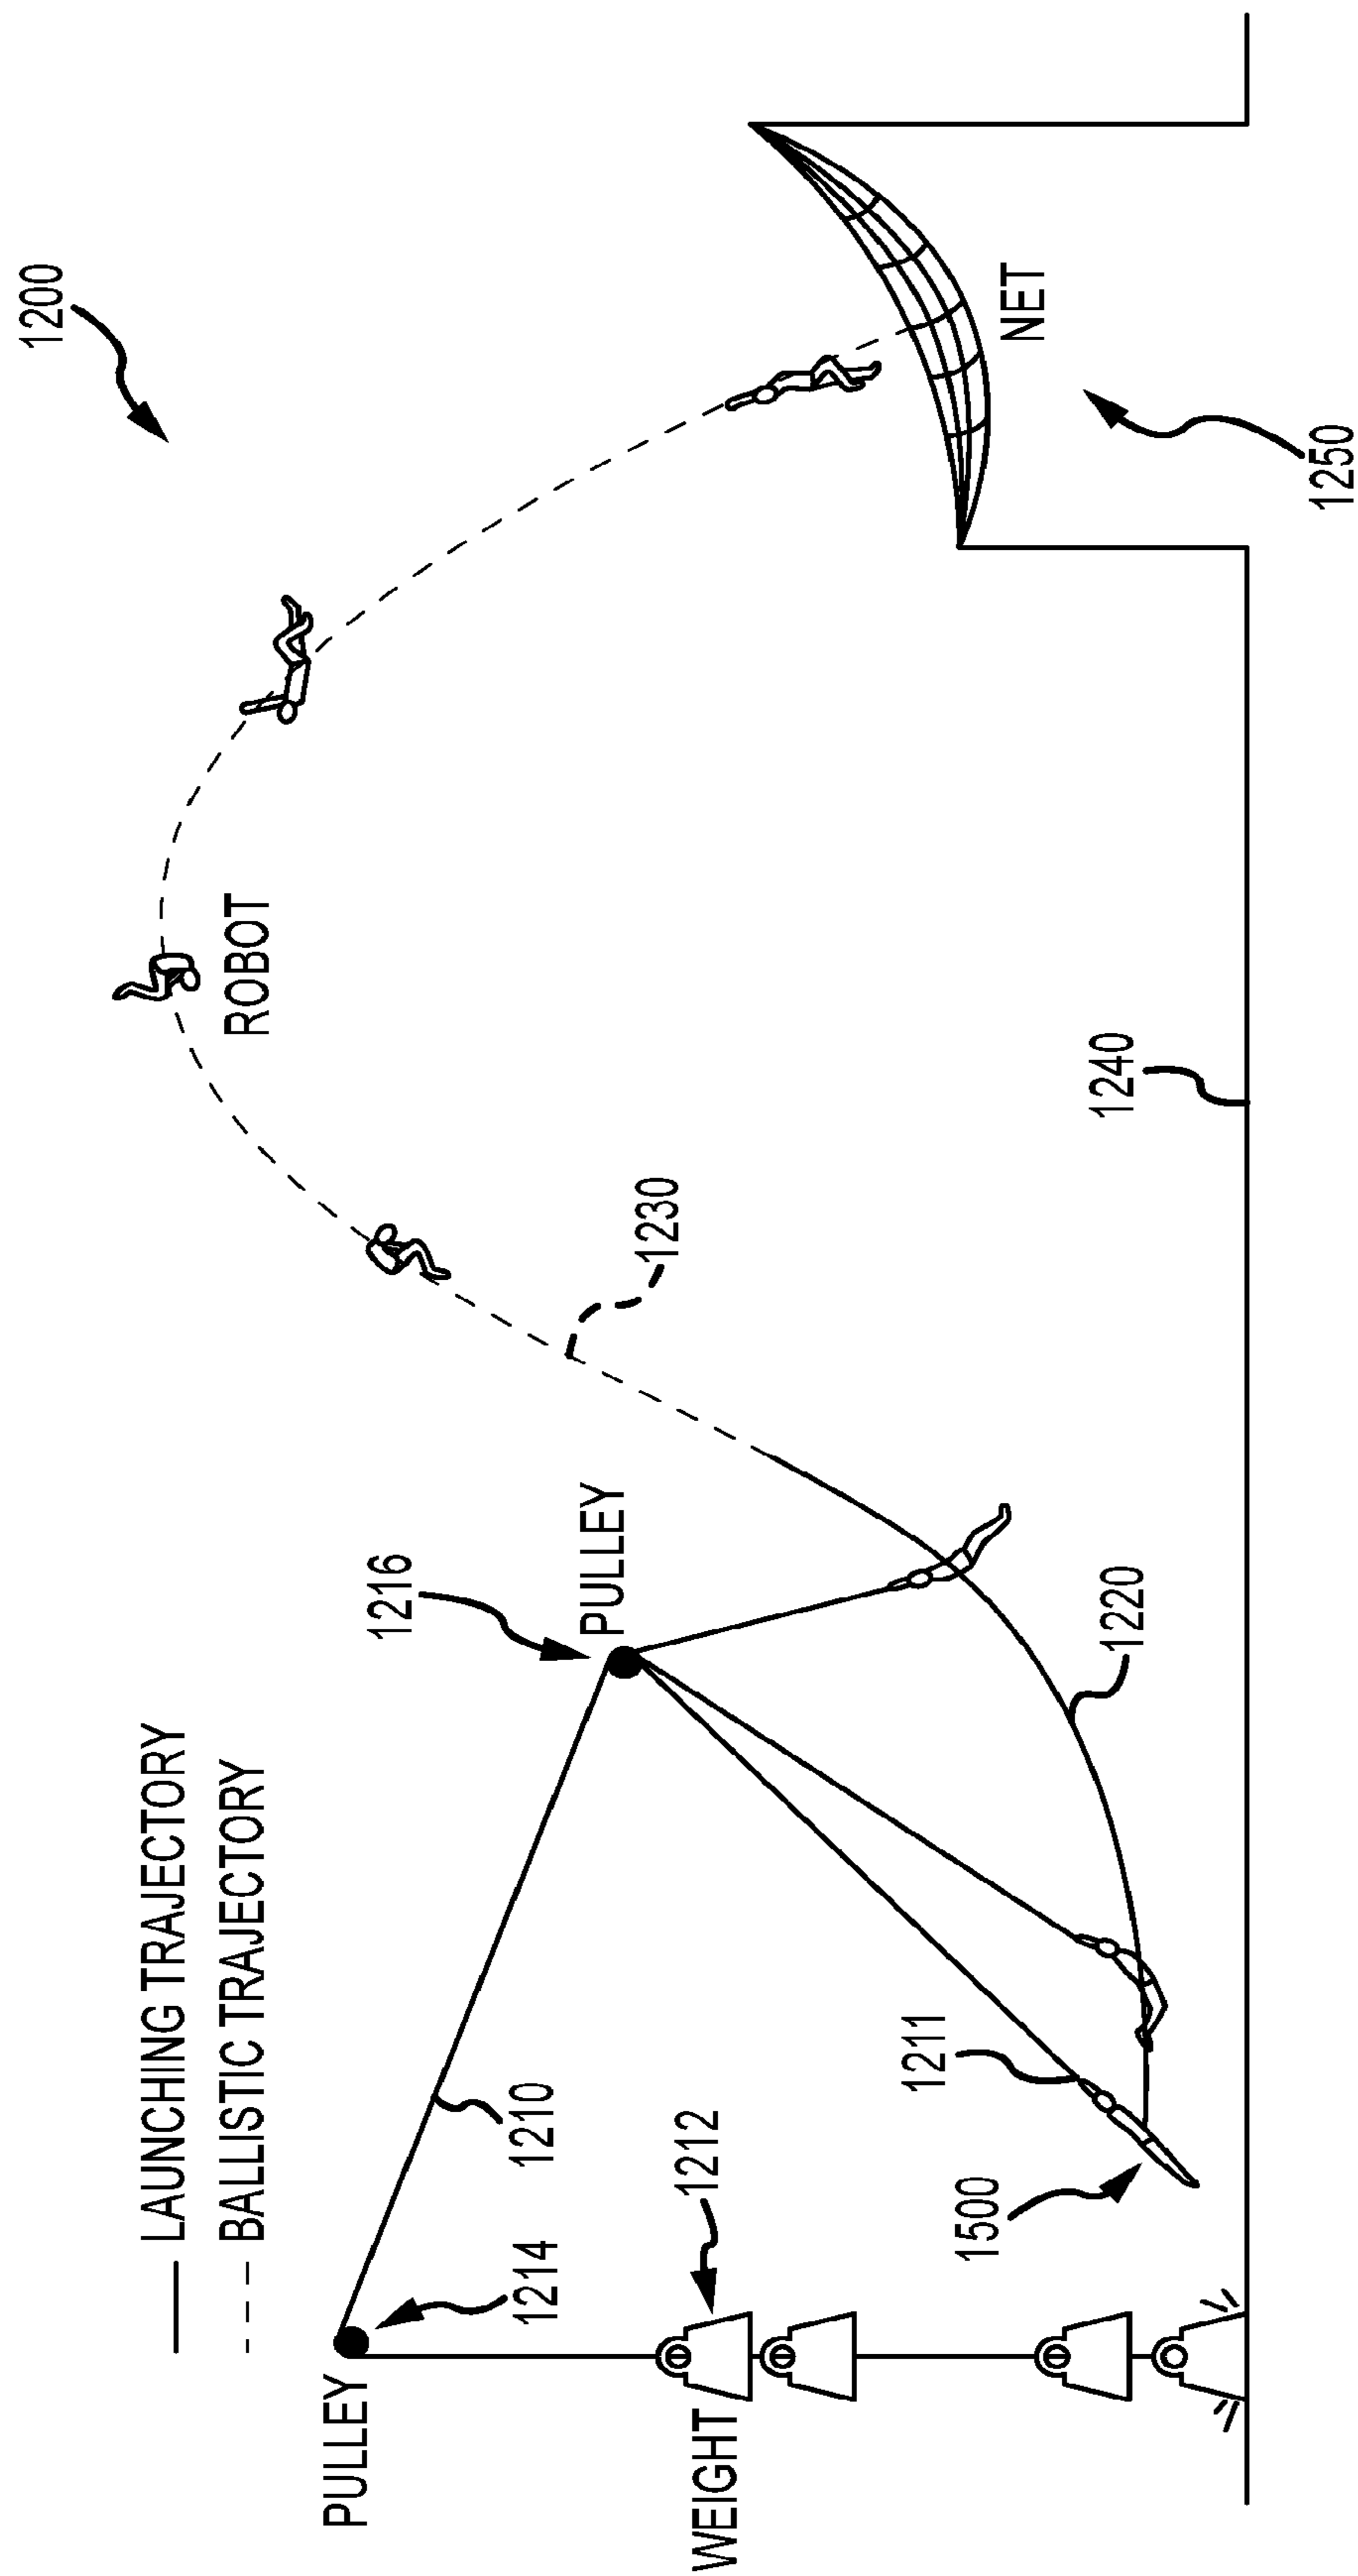 LAUNCHING TRAJECTORY
BALLISTIC TRAJECTORY
1200
PULLEY
1214
1210
1216
PULLEY
ROBOT
1230
WEIGHT
1212
1211
1500
1220
1240
NET
1250